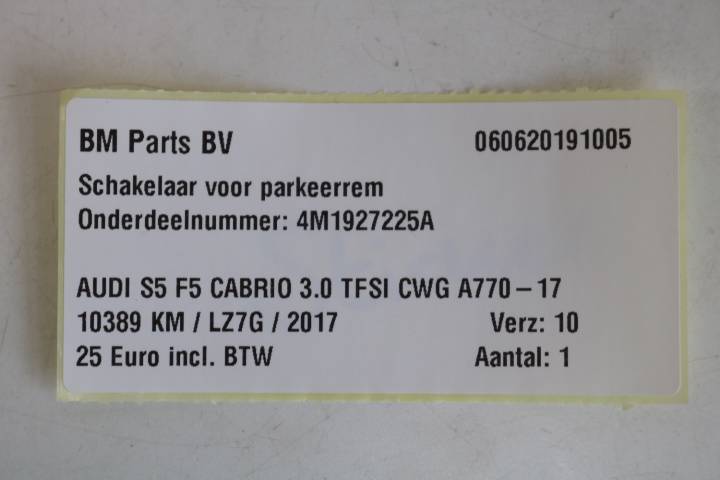 BM Parts BV 060620191005
Schakelaar voor parkeerrem
Onderdeelnummer: 4M1927225A
AUDI S5 F5 CABRIO 3.0 TFSI CWG A770 – 17
10389 KM / LZ7G / 2017 Verz: 10
25 Euro incl. BTW Aantal: 1